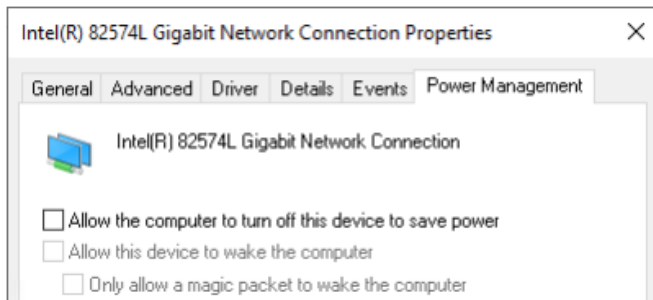 Intel(R) 82574L Gigabit Network Connection Properties
General Advanced Driver Details Events Power Management
Intel(R) 82574L Gigabit Network Connection
Allow the computer to turn off this device to save power
Allow this device to wake the computer
Only allow a magic packet to wake the computer